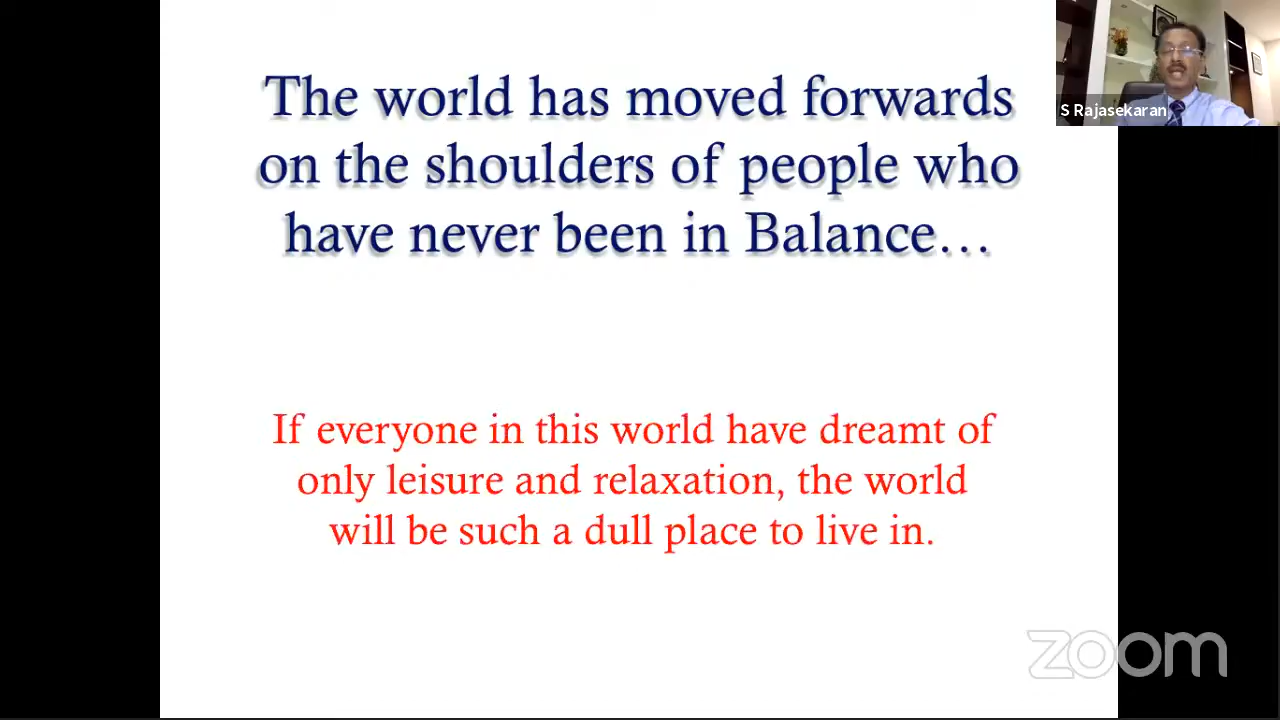 The world has moved forwards
on the shoulders of people who
have never been in Balance…
If everyone in this world have dreamt of
only leisure and relaxation, the world
will be such a dull place to live in.
S Rajasekaran
zoom